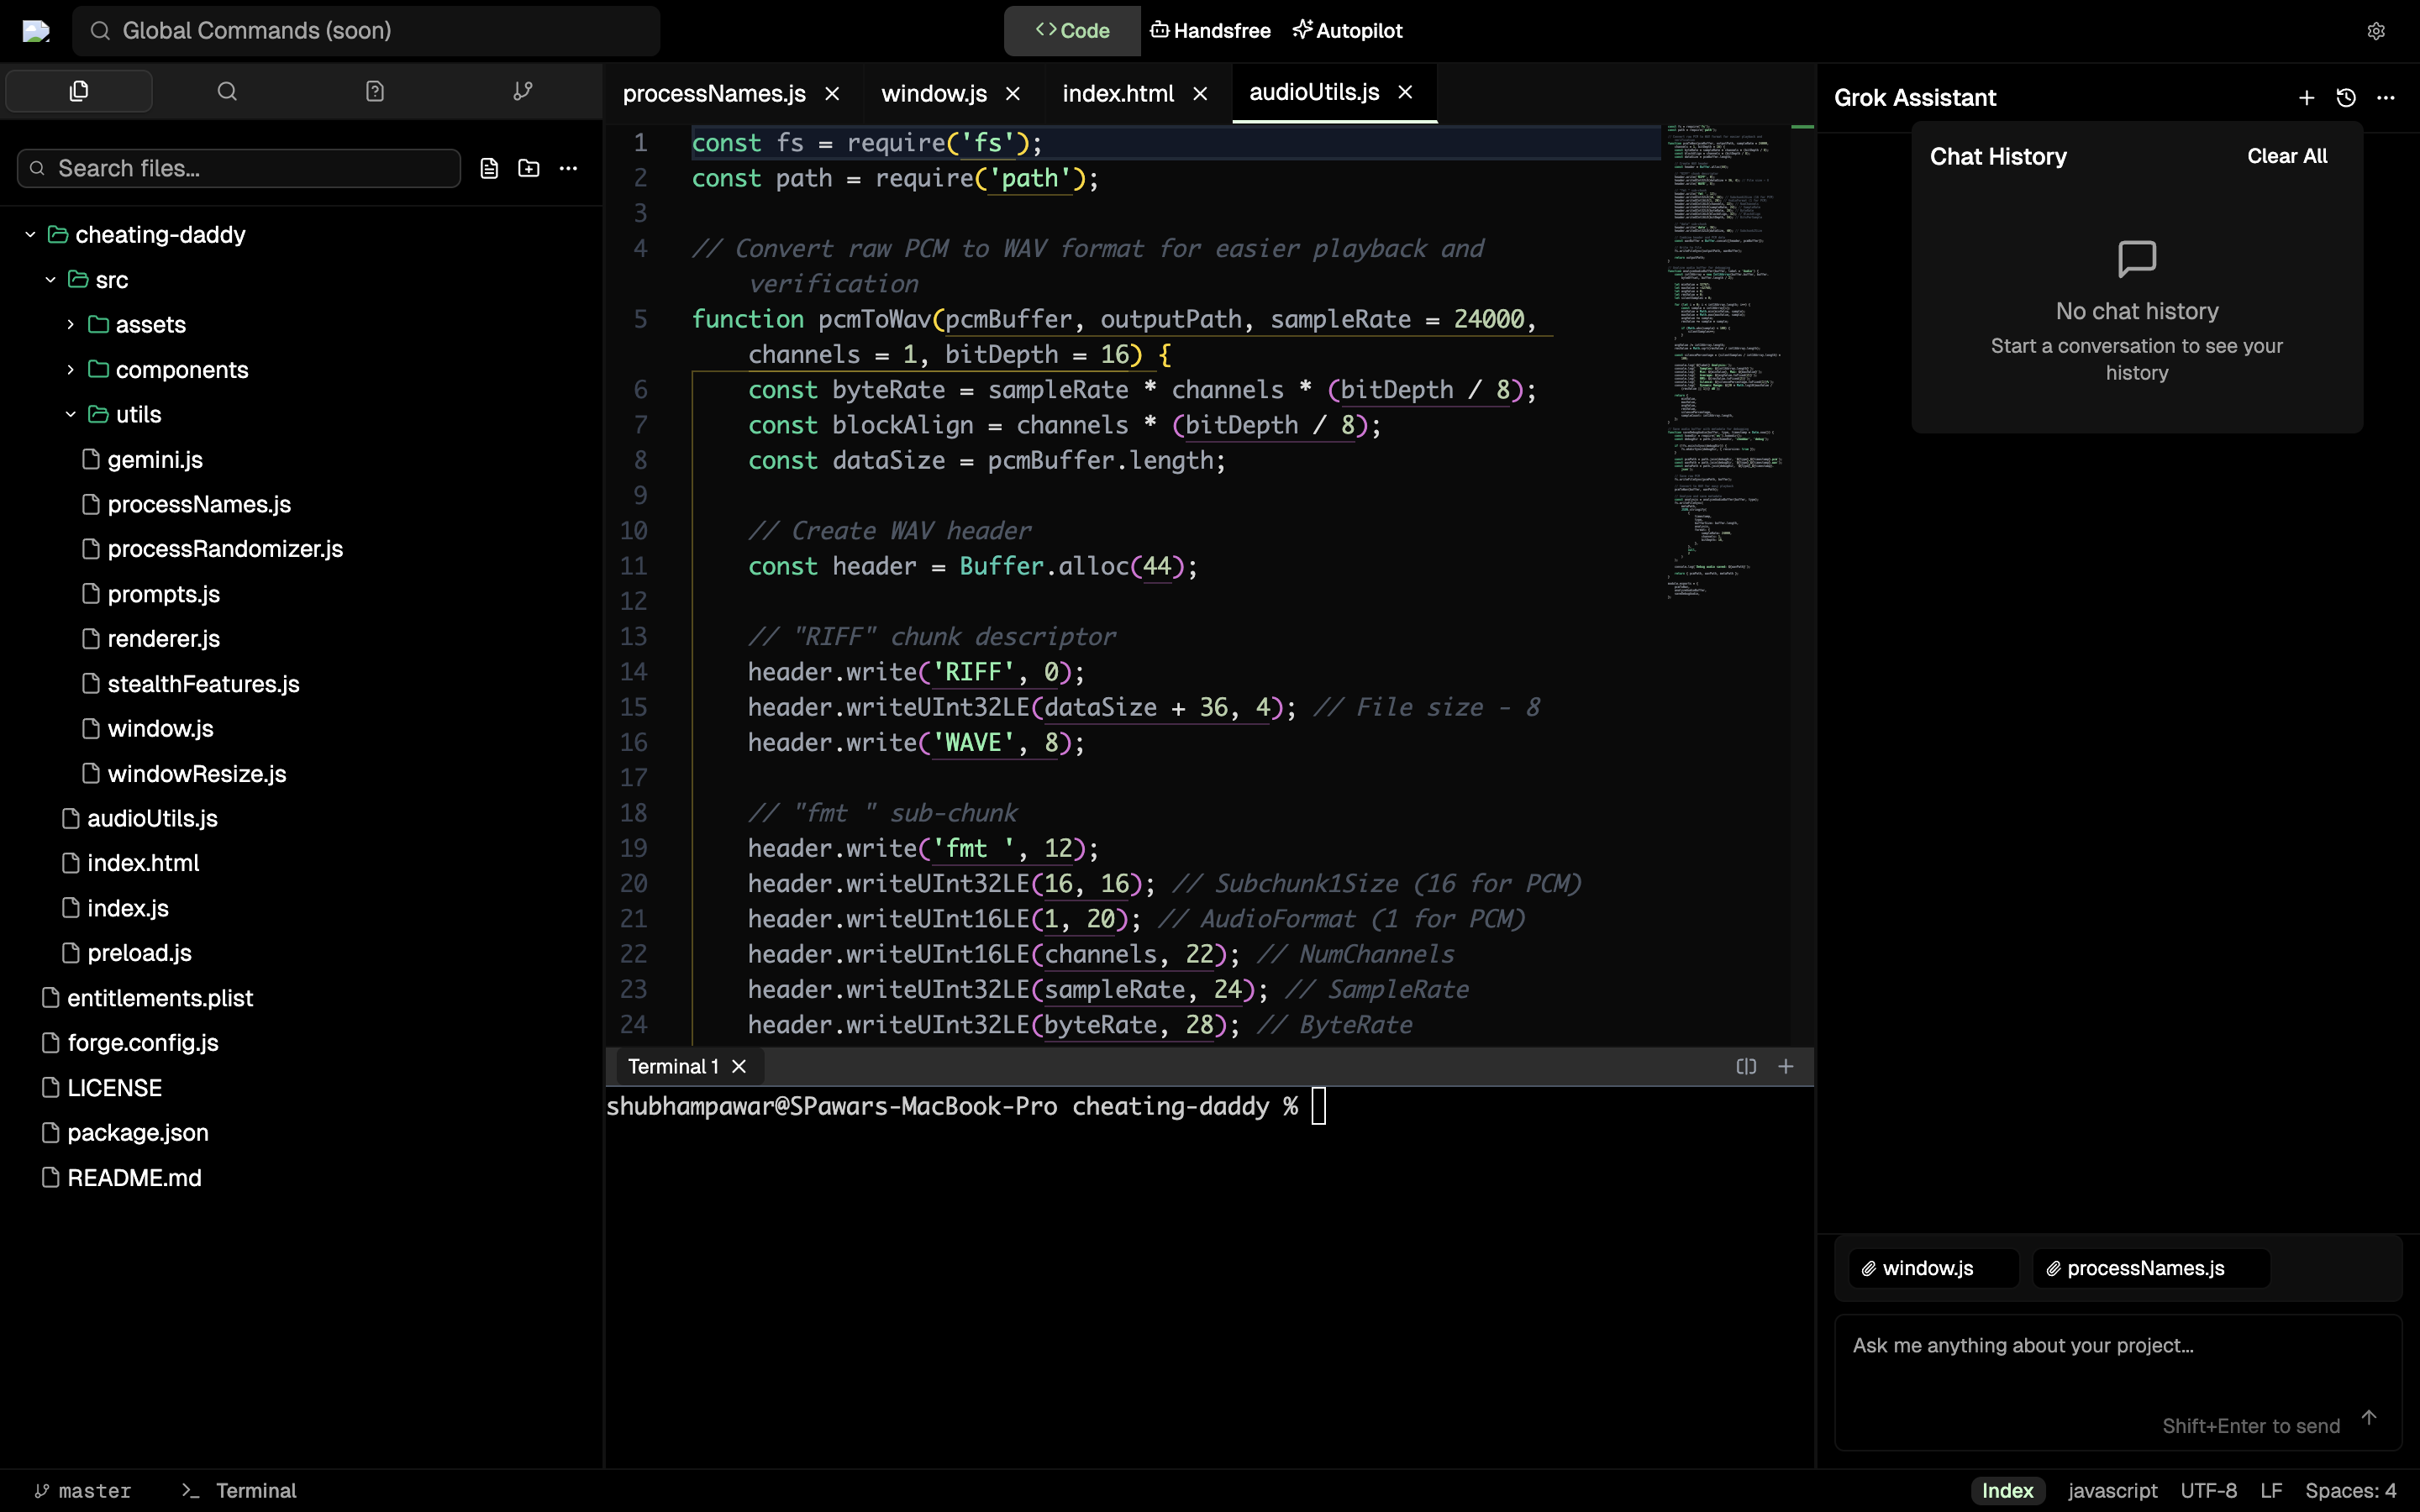 Global Commands (soon)
Code
Handsfree
Autopilot
Search files...
cheating-daddy
src
assets
components
utils
gemini.js
processNames.js
processRandomizer.js
prompts.js
renderer.js
stealthFeatures.js
window.js
windowResize.js
audioUtils.js
index.html
index.js
preload.js
entitlements.plist
forge.config.js
LICENSE
package.json
README.md
processNames.js
window.js
index.html
audioUtils.js
1 const fs = require('fs');
2 const path = require('path');
3
4 // Convert raw PCM to WAV format for easier playback and
verification
5 function pcmToWav(pcmBuffer, outputPath, sampleRate = 24000,
channels = 1, bitDepth = 16) {
6 const byteRate = sampleRate * channels * (bitDepth / 8);
7 const blockAlign = channels * (bitDepth / 8);
8 const dataSize = pcmBuffer.length;
9
10 // Create WAV header
11 const header = Buffer.alloc(44);
12
13 // "RIFF" chunk descriptor
14 header.write('RIFF', 0);
15 header.writeUInt32LE(dataSize + 36, 4); // File size - 8
16 header.write('WAVE', 8);
17
18 // "fmt " sub-chunk
19 header.write('fmt ', 12);
20 header.writeUInt32LE(16, 16); // Subchunk1Size (16 for PCM)
21 header.writeUInt16LE(1, 20); // AudioFormat (1 for PCM)
22 header.writeUInt16LE(channels, 22); // NumChannels
23 header.writeUInt32LE(sampleRate, 24); // SampleRate
24 header.writeUInt32LE(byteRate, 28); // ByteRate
Terminal 1
shubhampawar@SPawars-MacBook-Pro cheating-daddy %
Grok Assistant
Chat History
Clear All
No chat history
Start a conversation to see your
history
window.js
processNames.js
Ask me anything about your project...
Shift+Enter to send
master
Terminal
Index
javascript
UTF-8
LF
Spaces: 4